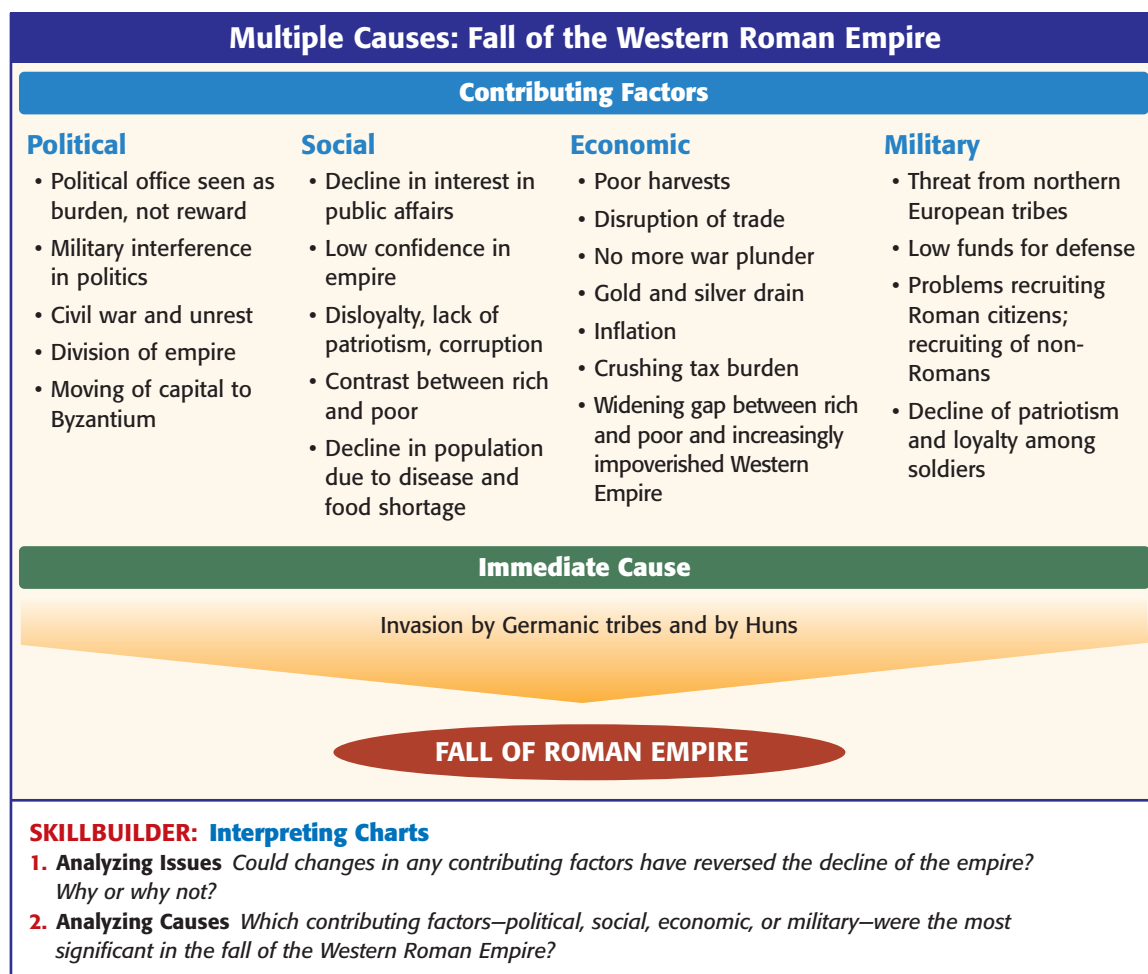 Multiple Causes: Fall of the Western Roman Empire
Contributing Factors
Political
• Political office seen as
burden, not reward
• Military interference
in politics
• Civil war and unrest
• Division of empire
• Moving of capital to
Byzantium
Social
• Decline in interest in
public affairs
• Low confidence in
empire
• Disloyalty, lack of
patriotism, corruption
• Contrast between rich
and poor
• Decline in population
due to disease and
food shortage
Economic
• Poor harvests
• Disruption of trade
• No more war plunder
• Gold and silver drain
• Inflation
• Crushing tax burden
• Widening gap between rich
and poor and increasingly
impoverished Western
Empire
Military
• Threat from northern
European tribes
• Low funds for defense
• Problems recruiting
Roman citizens;
recruiting of non-
Romans
• Decline of patriotism
and loyalty among
soldiers
Immediate Cause
Invasion by Germanic tribes and by Huns
FALL OF ROMAN EMPIRE
SKILLBUILDER: Interpreting Charts
1. Analyzing Issues Could changes in any contributing factors have reversed the decline of the empire?
Why or why not?
2. Analyzing Causes Which contributing factors—political, social, economic, or military—were the most
significant in the fall of the Western Roman Empire?